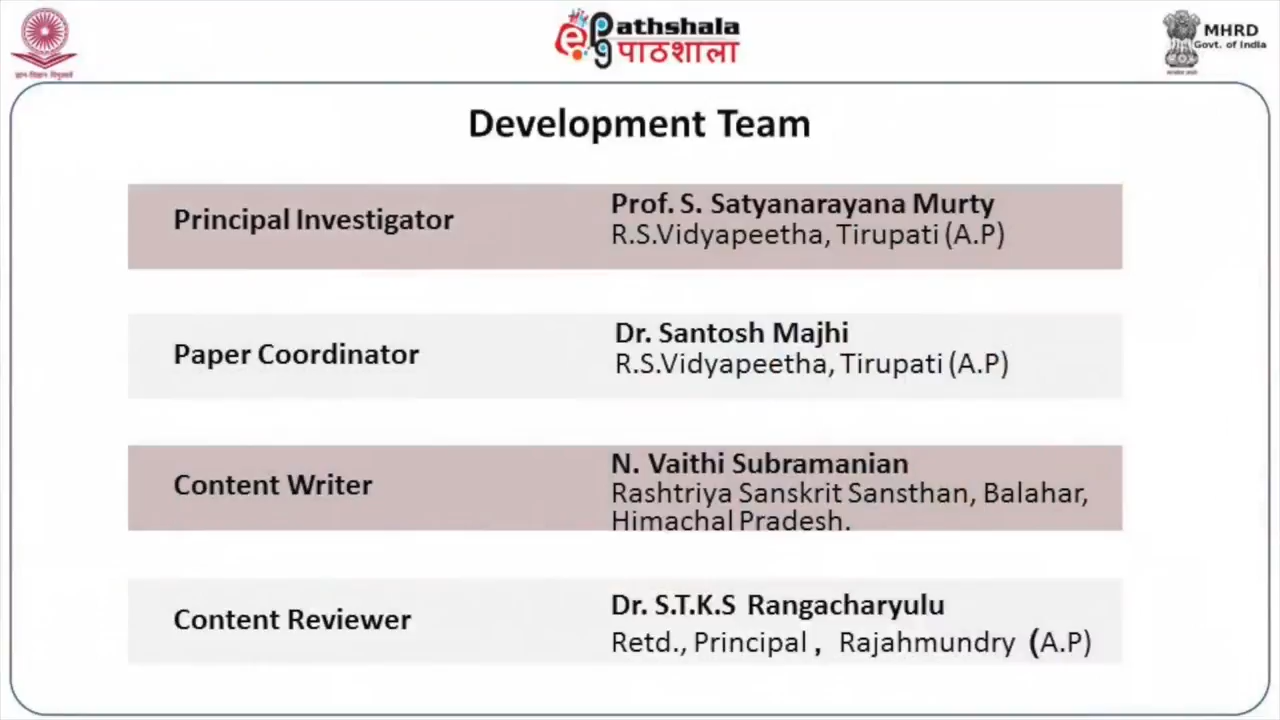 ePg Pathshala
पाठशाला
MHRD
Govt. of India
Development Team
Principal Investigator
Prof. S. Satyanarayana Murty
R.S.Vidyapeetha, Tirupati (A.P)
Paper Coordinator
Dr. Santosh Majhi
R.S.Vidyapeetha, Tirupati (A.P)
Content Writer
N. Vaithi Subramanian
Rashtriya Sanskrit Sansthan, Balahar,
Himachal Pradesh.
Content Reviewer
Dr. S.T.K.S Rangacharyulu
Retd., Principal , Rajahmundry (A.P)